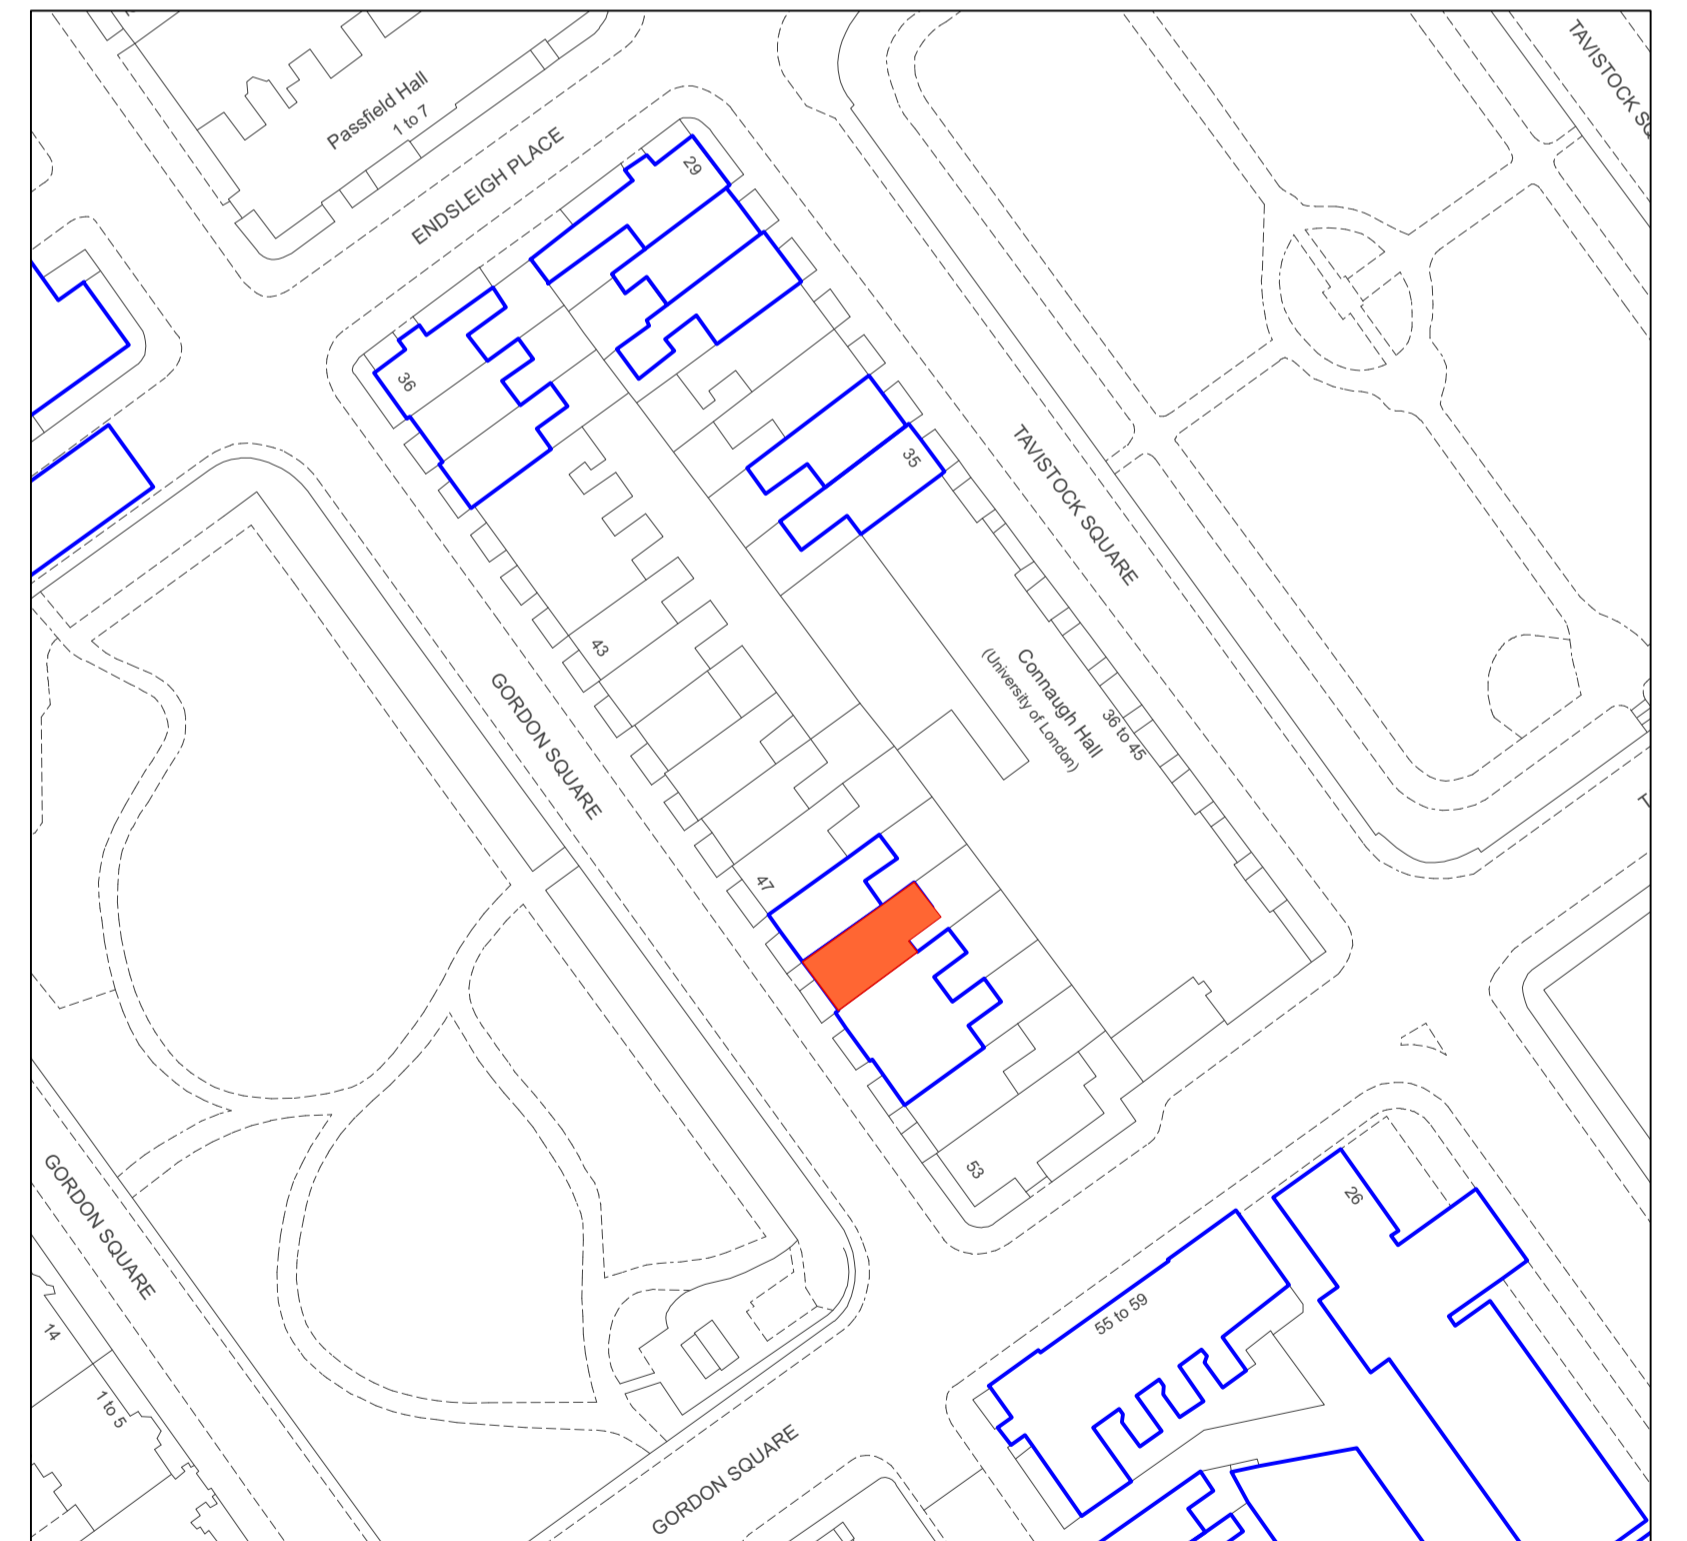 TAVISTOCK SQ
Passfield Hall
1 to 7
ENDSLEIGH PLACE
29
36
35
TAVISTOCK SQUARE
43
Connaugh Hall
(University of London)
36 to 45
GORDON SQUARE
T
47
53
GORDON SQUARE
26
55 to 59
14
1 to 5
GORDON SQUARE